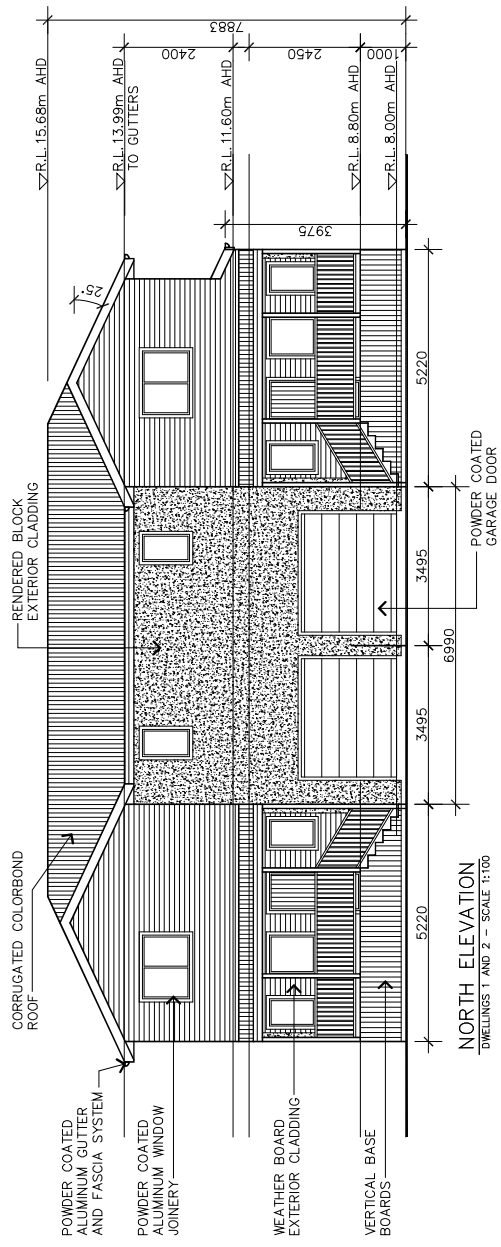 CORRUGATED COLORBOND
ROOF
RENDERED BLOCK
EXTERIOR CLADDING
25°
R.L. 15.68m AHD
R.L. 13.99m AHD
TO GUTTERS
R.L. 11.60m AHD
R.L. 8.80m AHD
R.L. 8.00m AHD
7883
2400
2450
1000
3975
POWDER COATED
ALUMINUM GUTTER
AND FASCIA SYSTEM
POWDER COATED
ALUMINUM WINDOW
JOINERY
WEATHER BOARD
EXTERIOR CLADDING
VERTICAL BASE
BOARDS
5220
3495
3495
5220
6990
POWDER COATED
GARAGE DOOR
NORTH ELEVATION
DWELLINGS 1 AND 2 - SCALE 1:100